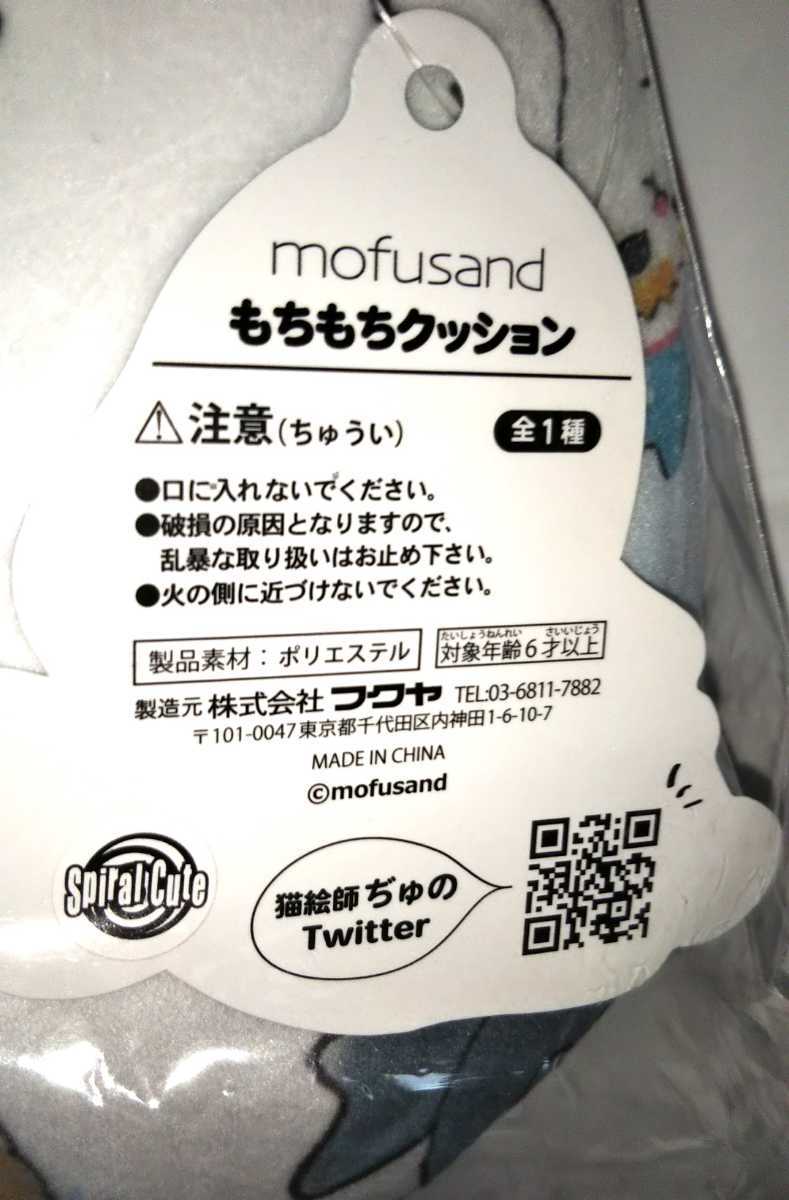 mofusand
もちもちクッション
⚠注意(ちゅうい) 全1種
●口に入れないでください。
●破損の原因となりますので、
乱暴な取り扱いはお止め下さい。
●火の側に近づけないでください。
製品素材：ポリエステル
たいしょうねんれい さいいじょう
対象年齢6才以上
製造元 株式会社フクヤ TEL:03-6811-7882
〒101-0047東京都千代田区内神田1-6-10-7
MADE IN CHINA
©mofusand
Spiral Cute
猫絵師ぢゅの
Twitter